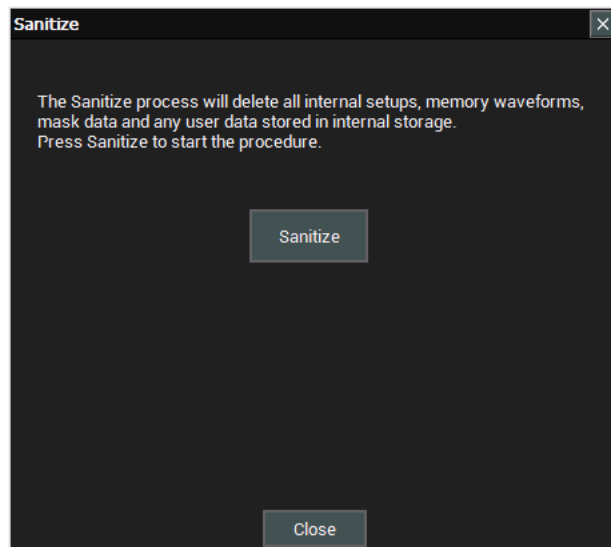 Sanitize
The Sanitize process will delete all internal setups, memory waveforms,
mask data and any user data stored in internal storage.
Press Sanitize to start the procedure.
Sanitize
Close